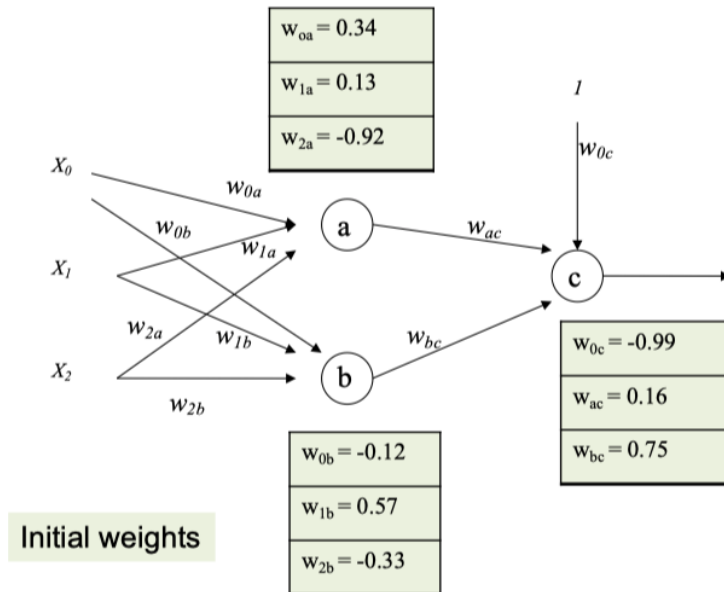 w₀ₐ = 0.34
w₁ₐ = 0.13
w₂ₐ = -0.92
1
w₀c
X₀
w₀ₐ
w₀b
a
wₐc
X₁
w₁ₐ
c
w₂ₐ
w₁b
wbc
X₂
b
w₂b
w₀c = -0.99
wₐc = 0.16
wbc = 0.75
w₀b = -0.12
w₁b = 0.57
w₂b = -0.33
Initial weights